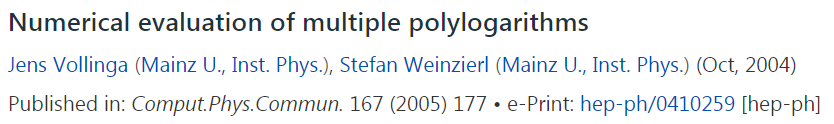 Numerical evaluation of multiple polylogarithms
Jens Vollinga (Mainz U., Inst. Phys.), Stefan Weinzierl (Mainz U., Inst. Phys.) (Oct, 2004)
Published in: Comput.Phys.Commun. 167 (2005) 177 • e-Print: hep-ph/0410259 [hep-ph]